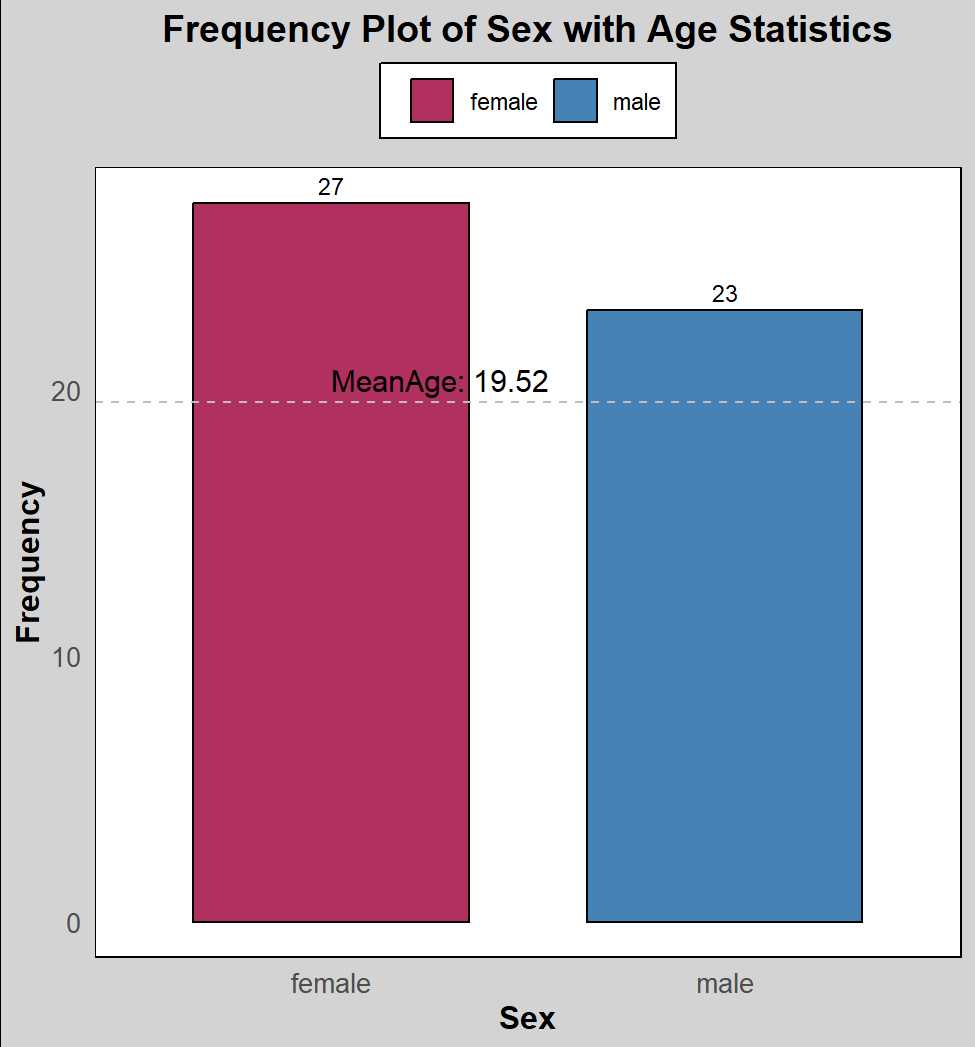 Frequency Plot of Sex with Age Statistics
female male
27
23
MeanAge: 19.52
20
10
0
Frequency
female male
Sex